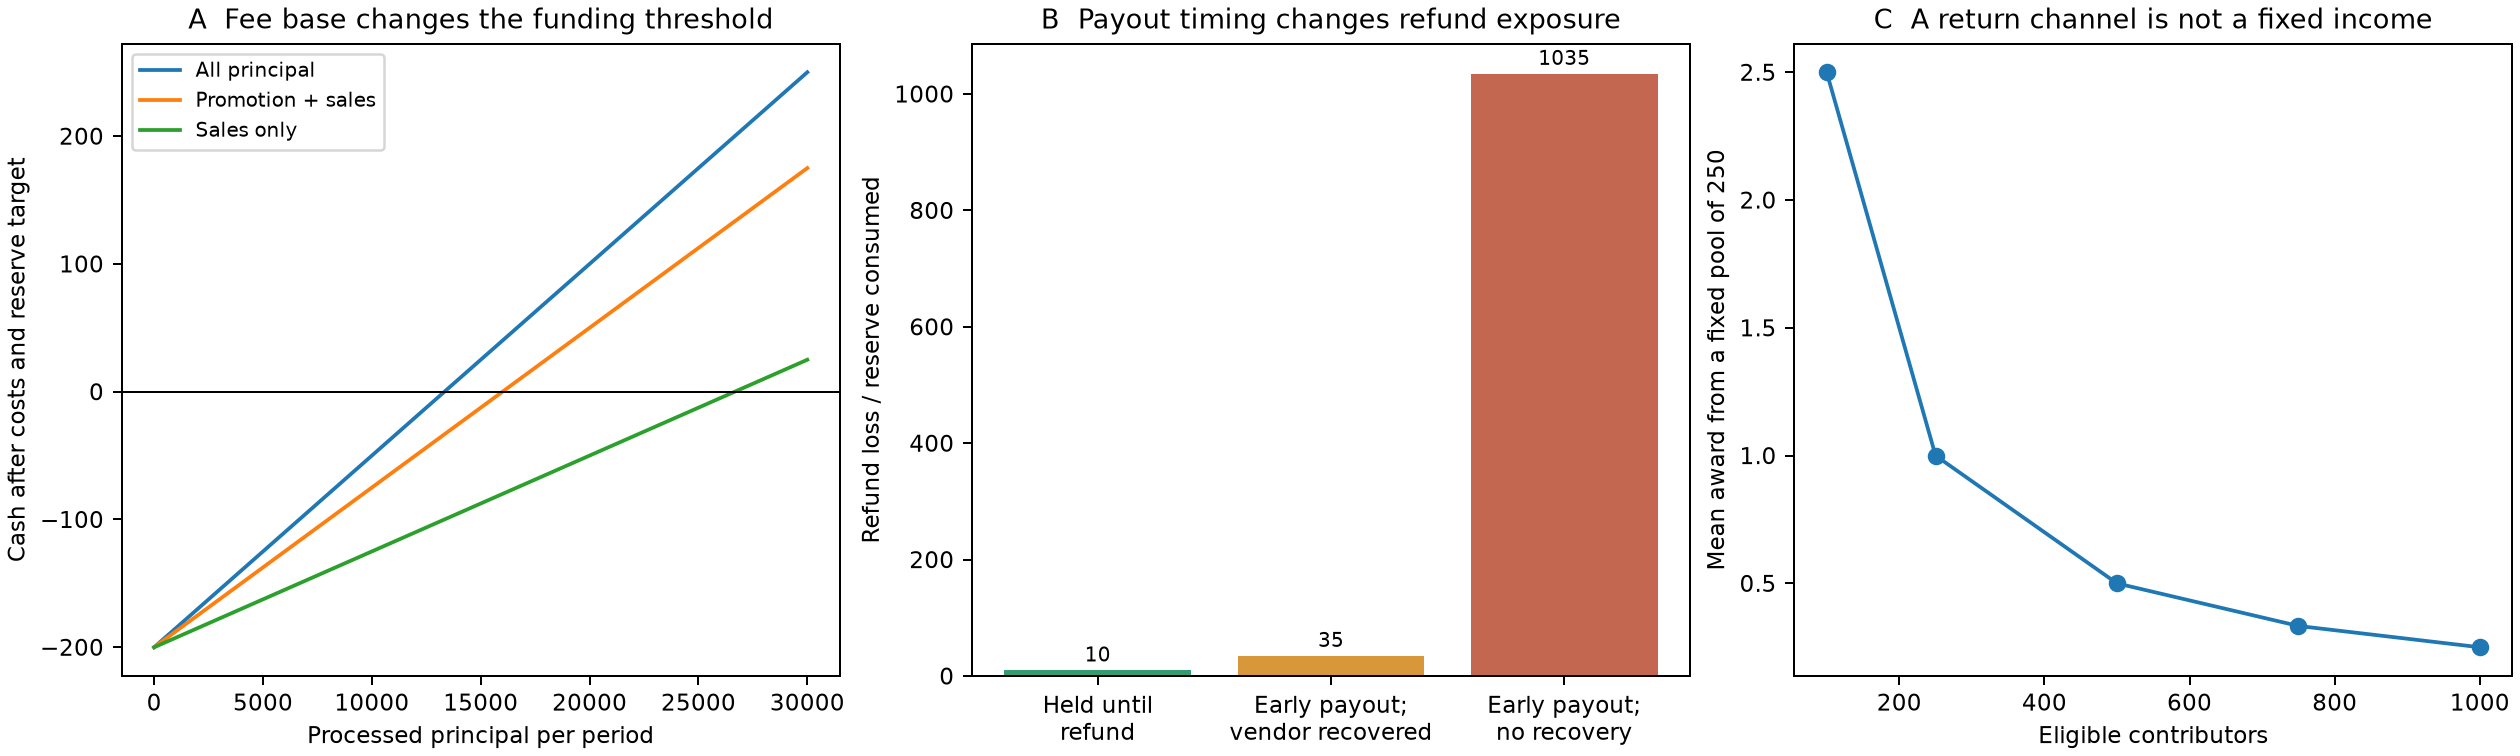 A Fee base changes the funding threshold
Cash after costs and reserve target
200
100
0
−100
−200
All principal
Promotion + sales
Sales only
0 5000 10000 15000 20000 25000 30000
Processed principal per period
B Payout timing changes refund exposure
Refund loss / reserve consumed
1000
800
600
400
200
0
10
35
1035
Held until
refund
Early payout;
vendor recovered
Early payout;
no recovery
C A return channel is not a fixed income
Mean award from a fixed pool of 250
2.5
2.0
1.5
1.0
0.5
200 400 600 800 1000
Eligible contributors